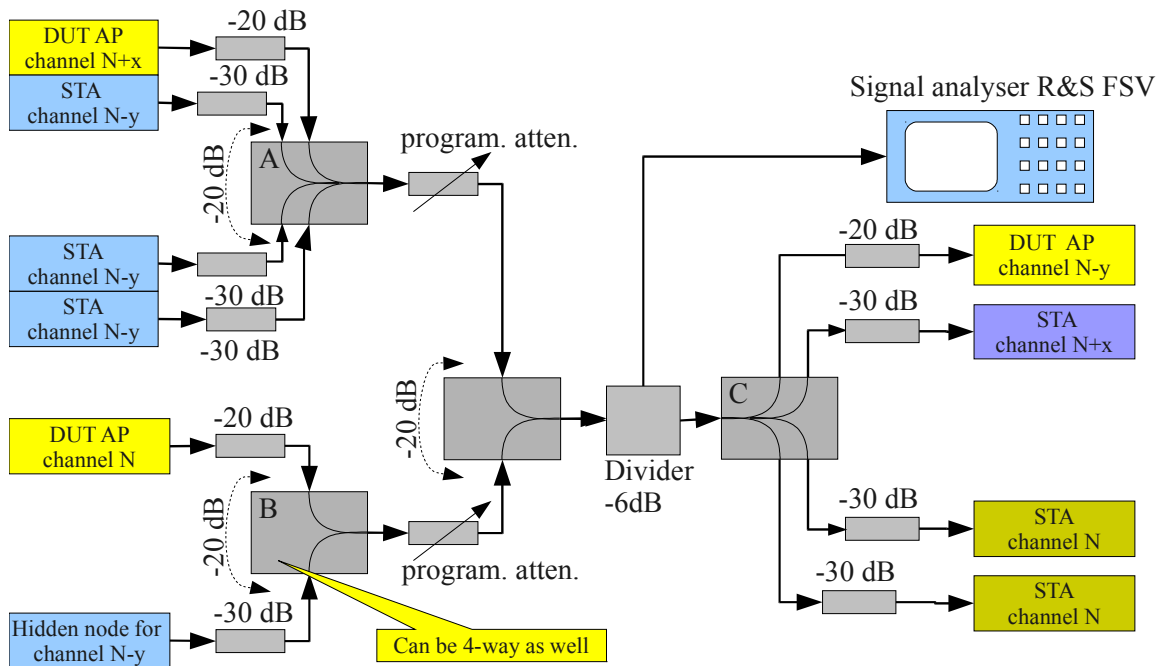 DUT AP
channel N+x
-20 dB
STA
channel N-y
-30 dB
A
-20 dB
program. atten.
STA
channel N-y
-30 dB
STA
channel N-y
-30 dB
DUT AP
channel N
-20 dB
B
-20 dB
program. atten.
Hidden node for
channel N-y
-30 dB
Can be 4-way as well
-20 dB
Divider
-6dB
Signal analyser R&S FSV
C
-20 dB
DUT AP
channel N-y
-30 dB
STA
channel N+x
-30 dB
STA
channel N
-30 dB
STA
channel N